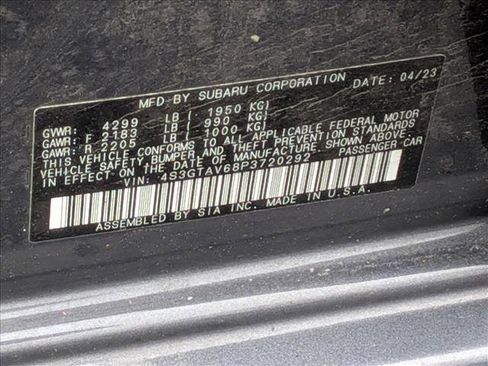 MFD.BY SUBARU CORPORATION DATE: 04/23
GVWR: 4299 LB ( 1950 KG)
GAWR: F 2183 LB ( 990 KG)
GAWR: R 2205 LB ( 1000 KG)
THIS VEHICLE CONFORMS TO ALL APPLICABLE FEDERAL MOTOR
VEHICLE SAFETY, BUMPER AND THEFT PREVENTION STANDARDS
IN EFFECT ON THE DATE OF MANUFACTURE SHOWN ABOVE.
VIN: 4S3GTAV68P3720292 PASSENGER CAR
ASSEMBLED BY SIA INC. MADE IN U.S.A.